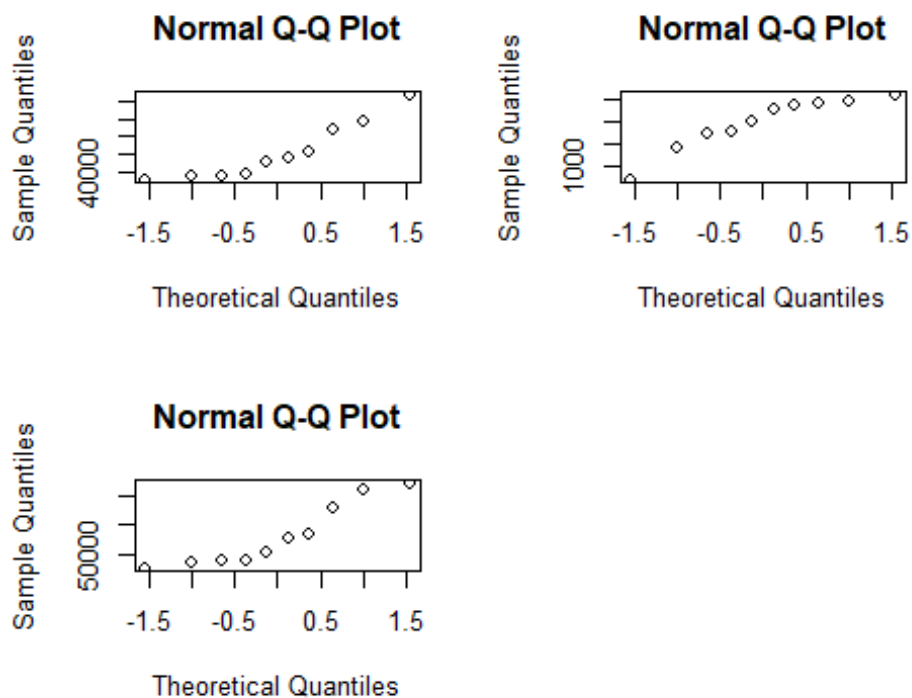 Normal Q-Q Plot
Sample Quantiles
40000
-1.5 -0.5 0.5 1.5
Theoretical Quantiles
Normal Q-Q Plot
Sample Quantiles
1000
-1.5 -0.5 0.5 1.5
Theoretical Quantiles
Normal Q-Q Plot
Sample Quantiles
50000
-1.5 -0.5 0.5 1.5
Theoretical Quantiles